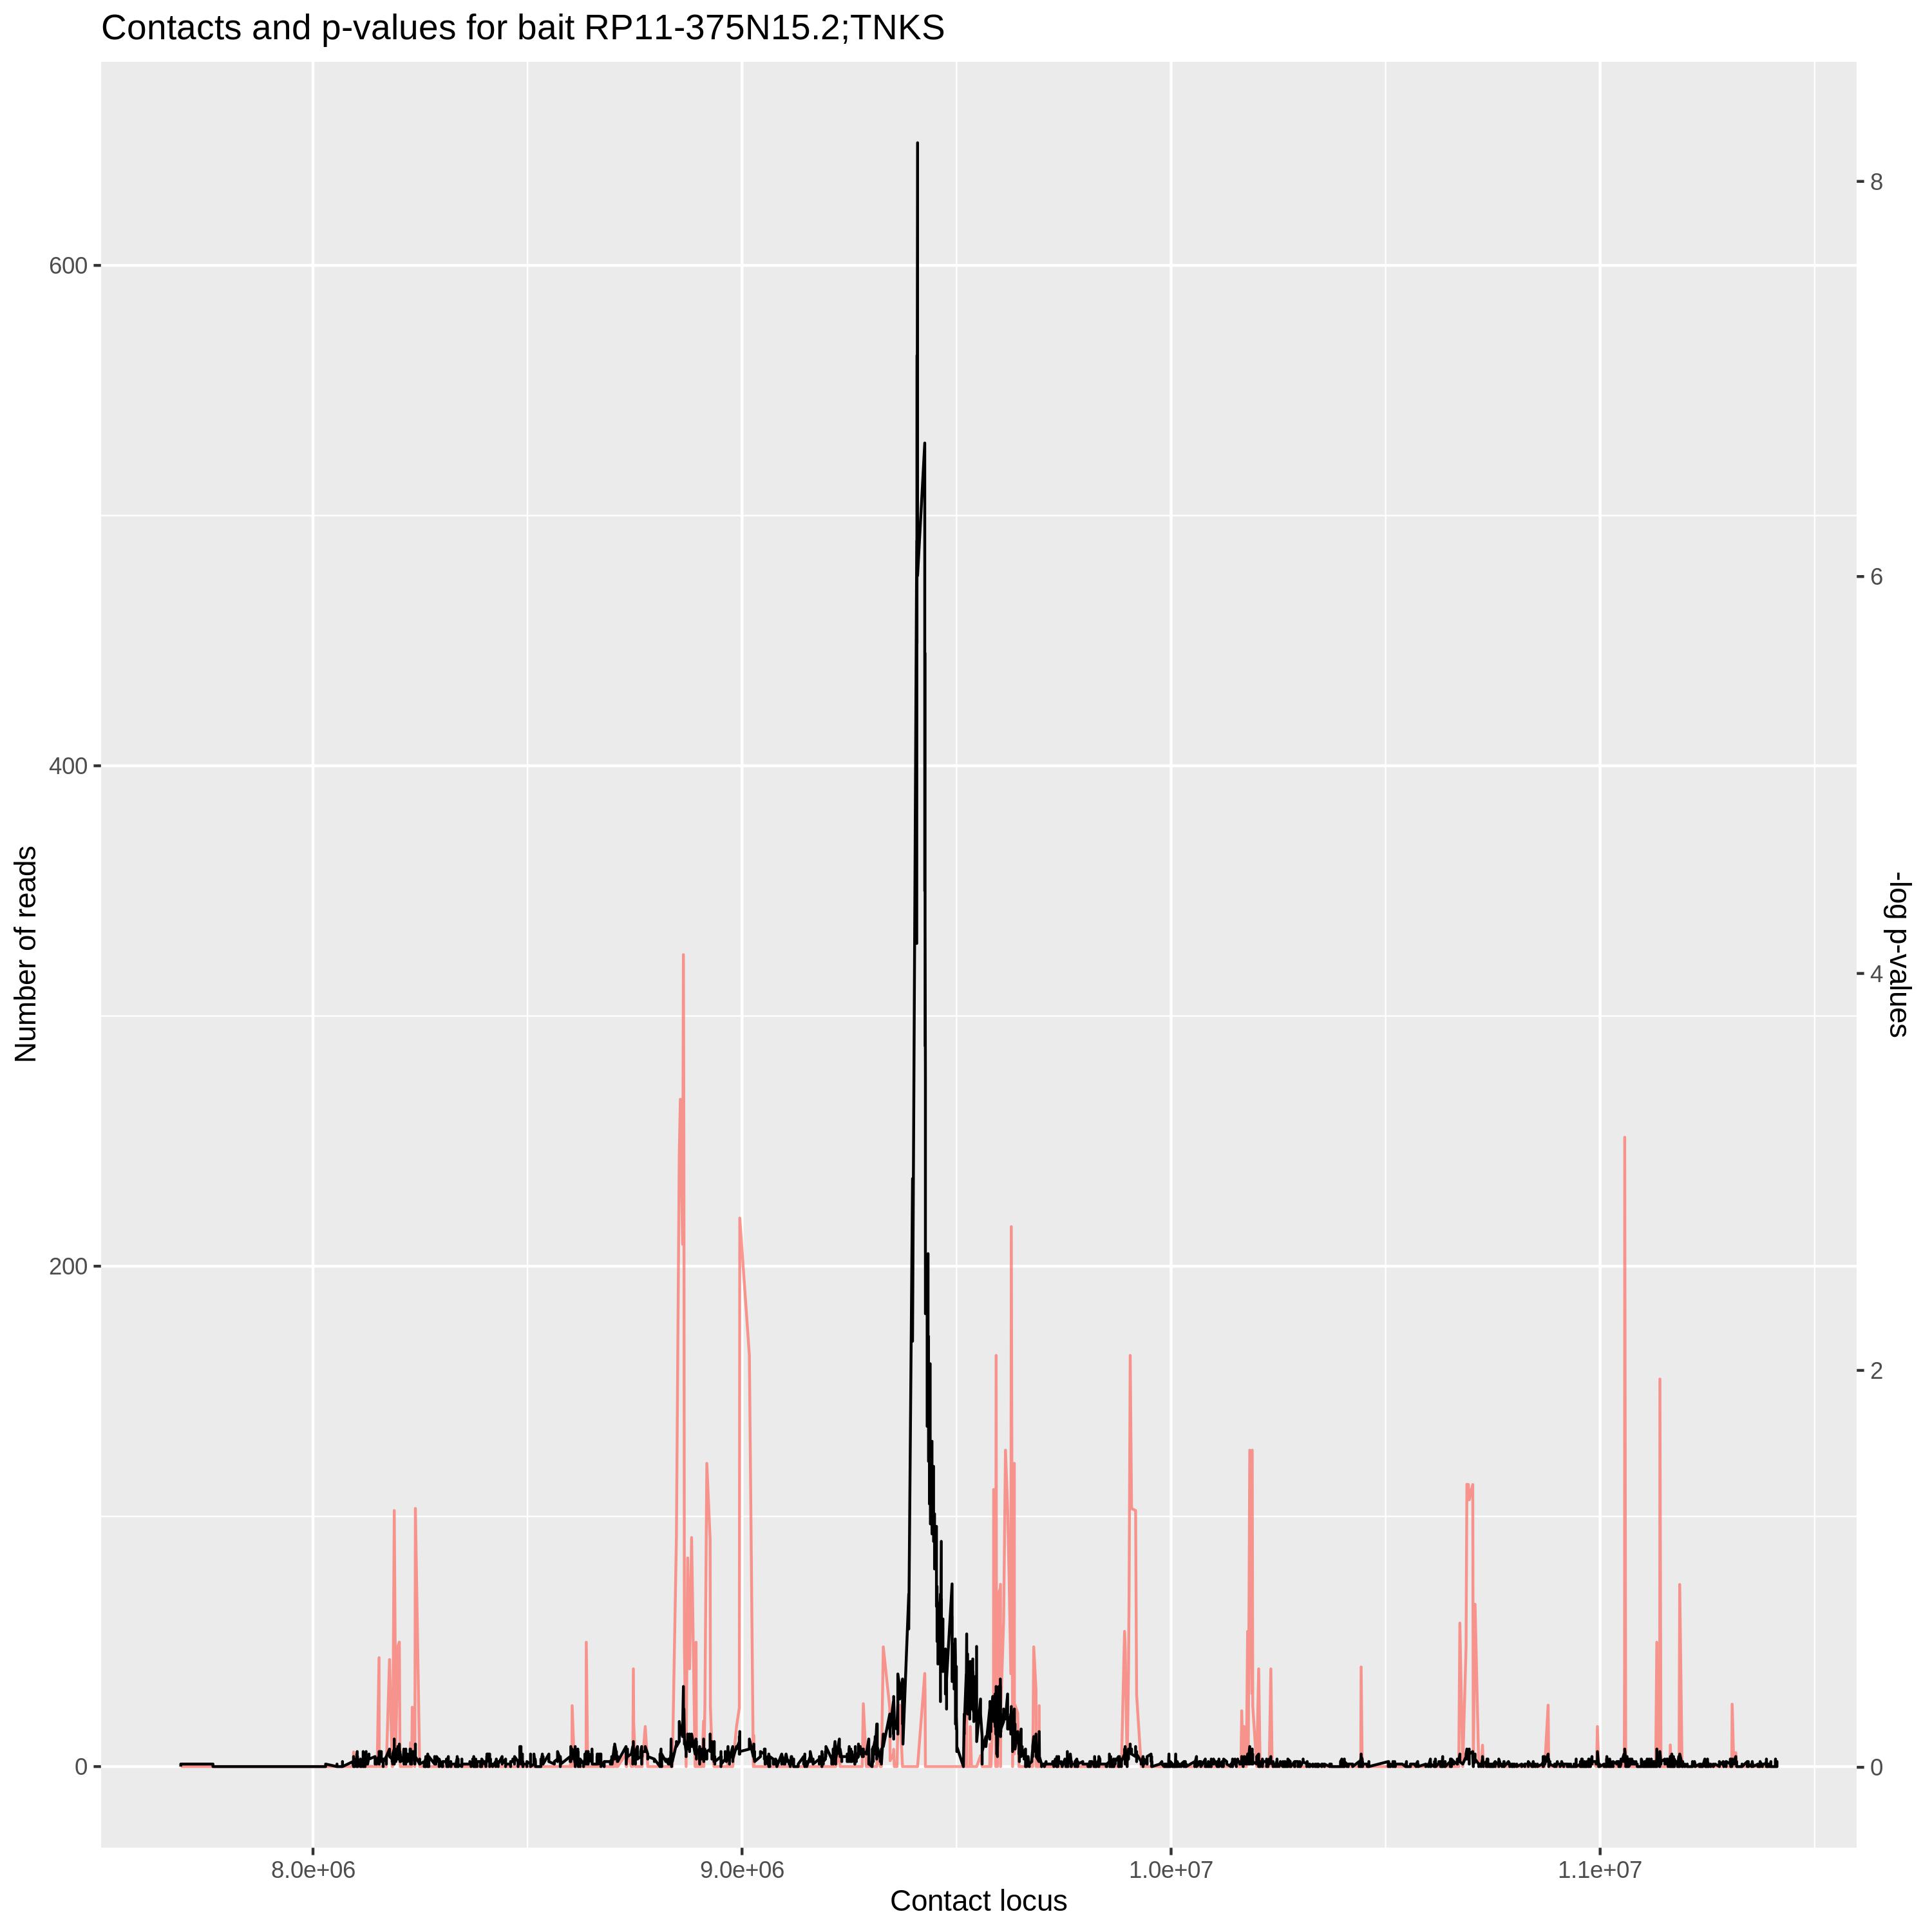 Contacts and p-values for bait RP11-375N15.2;TNKS
600
400
200
0
Number of reads
8
6
4
2
0
-log p-values
8.0e+06
9.0e+06
1.0e+07
1.1e+07
Contact locus